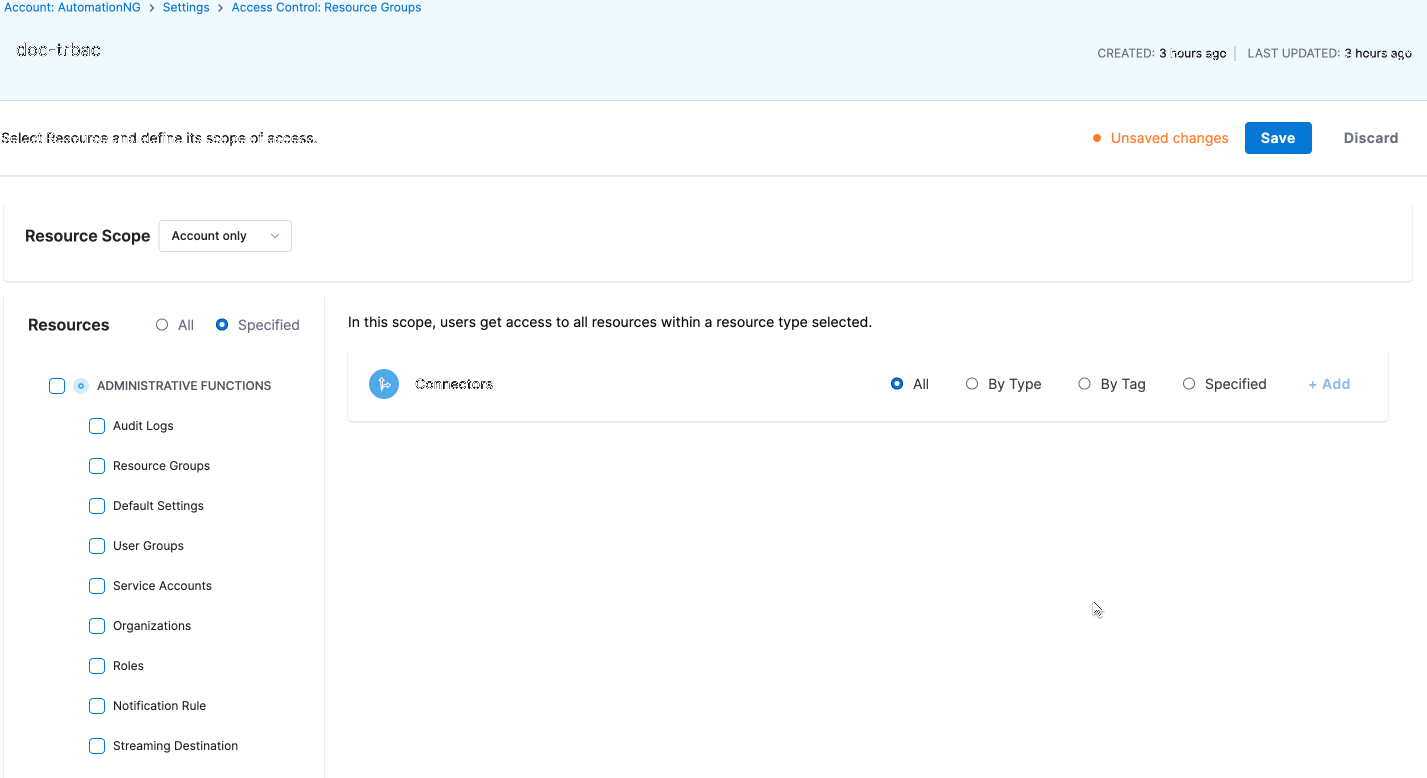 Account: AutomationNG > Settings > Access Control: Resource Groups
doc-trbac
CREATED: 3 hours ago | LAST UPDATED: 3 hours ago
Select Resource and define its scope of access.
Unsaved changes Save Discard
Resource Scope Account only
Resources All Specified
In this scope, users get access to all resources within a resource type selected.
Connectors All By Type By Tag Specified + Add
ADMINISTRATIVE FUNCTIONS
Audit Logs
Resource Groups
Default Settings
User Groups
Service Accounts
Organizations
Roles
Notification Rule
Streaming Destination